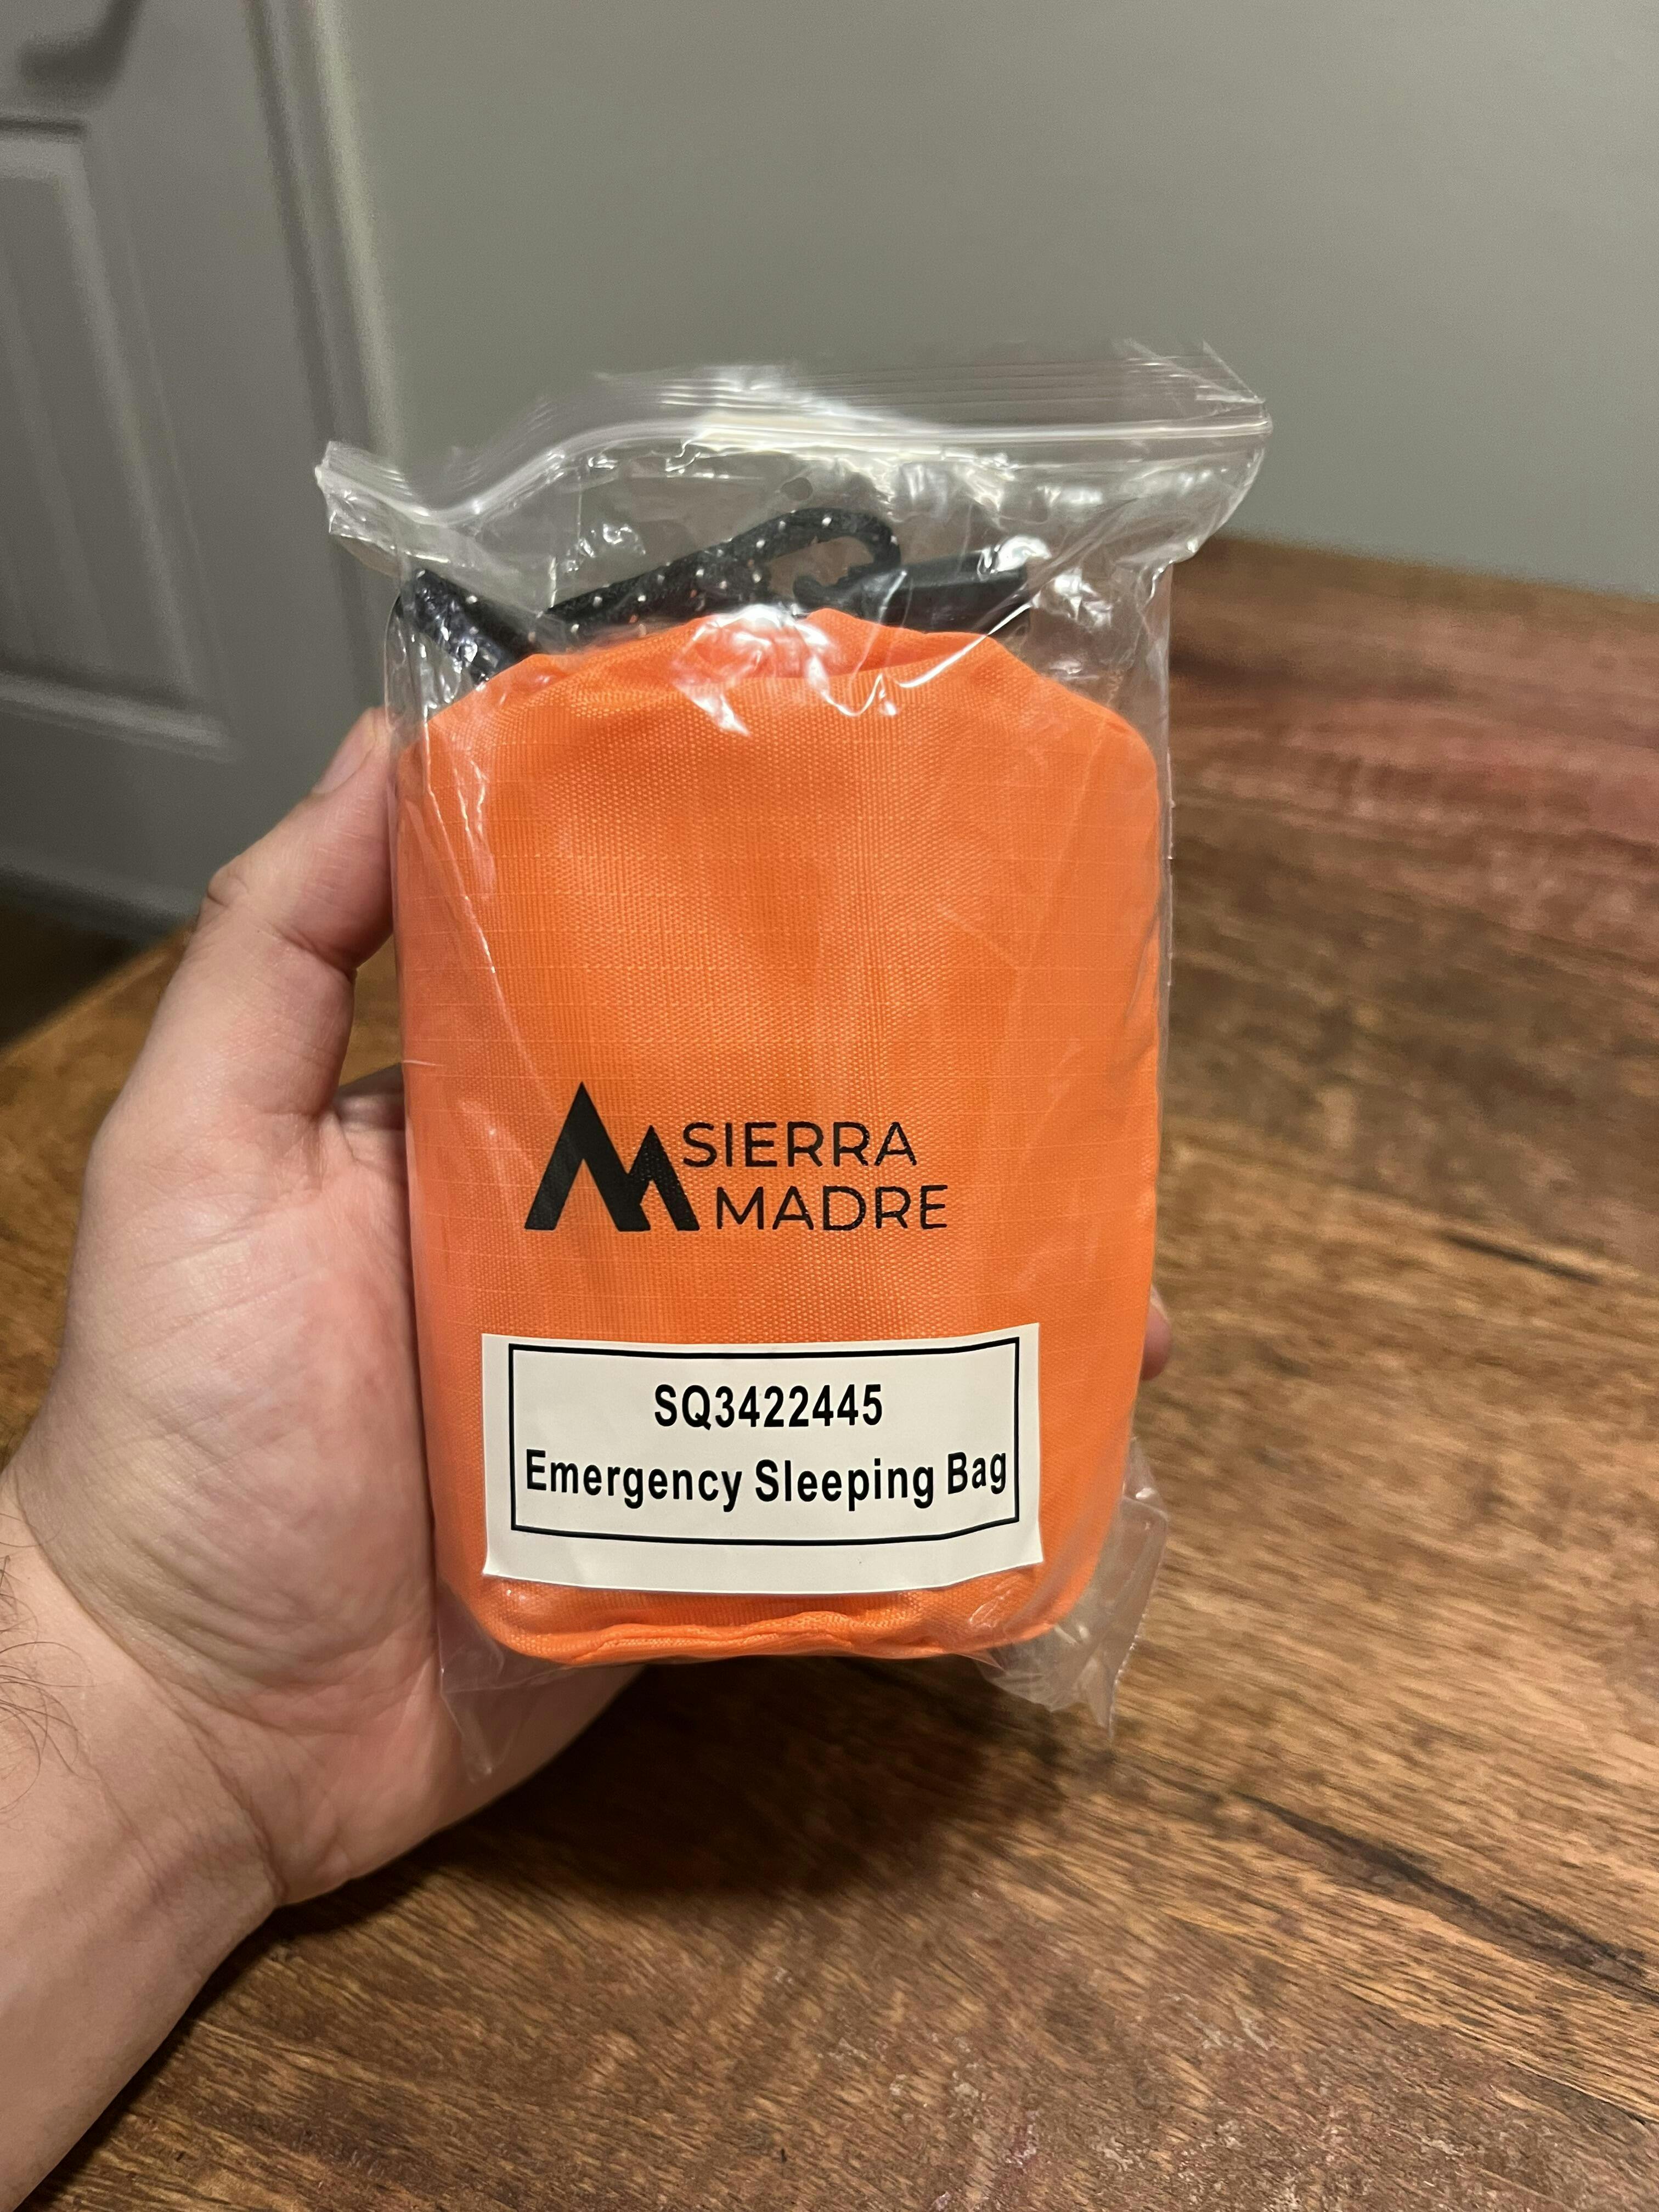 SIERRA
MADRE
SQ3422445
Emergency Sleeping Bag